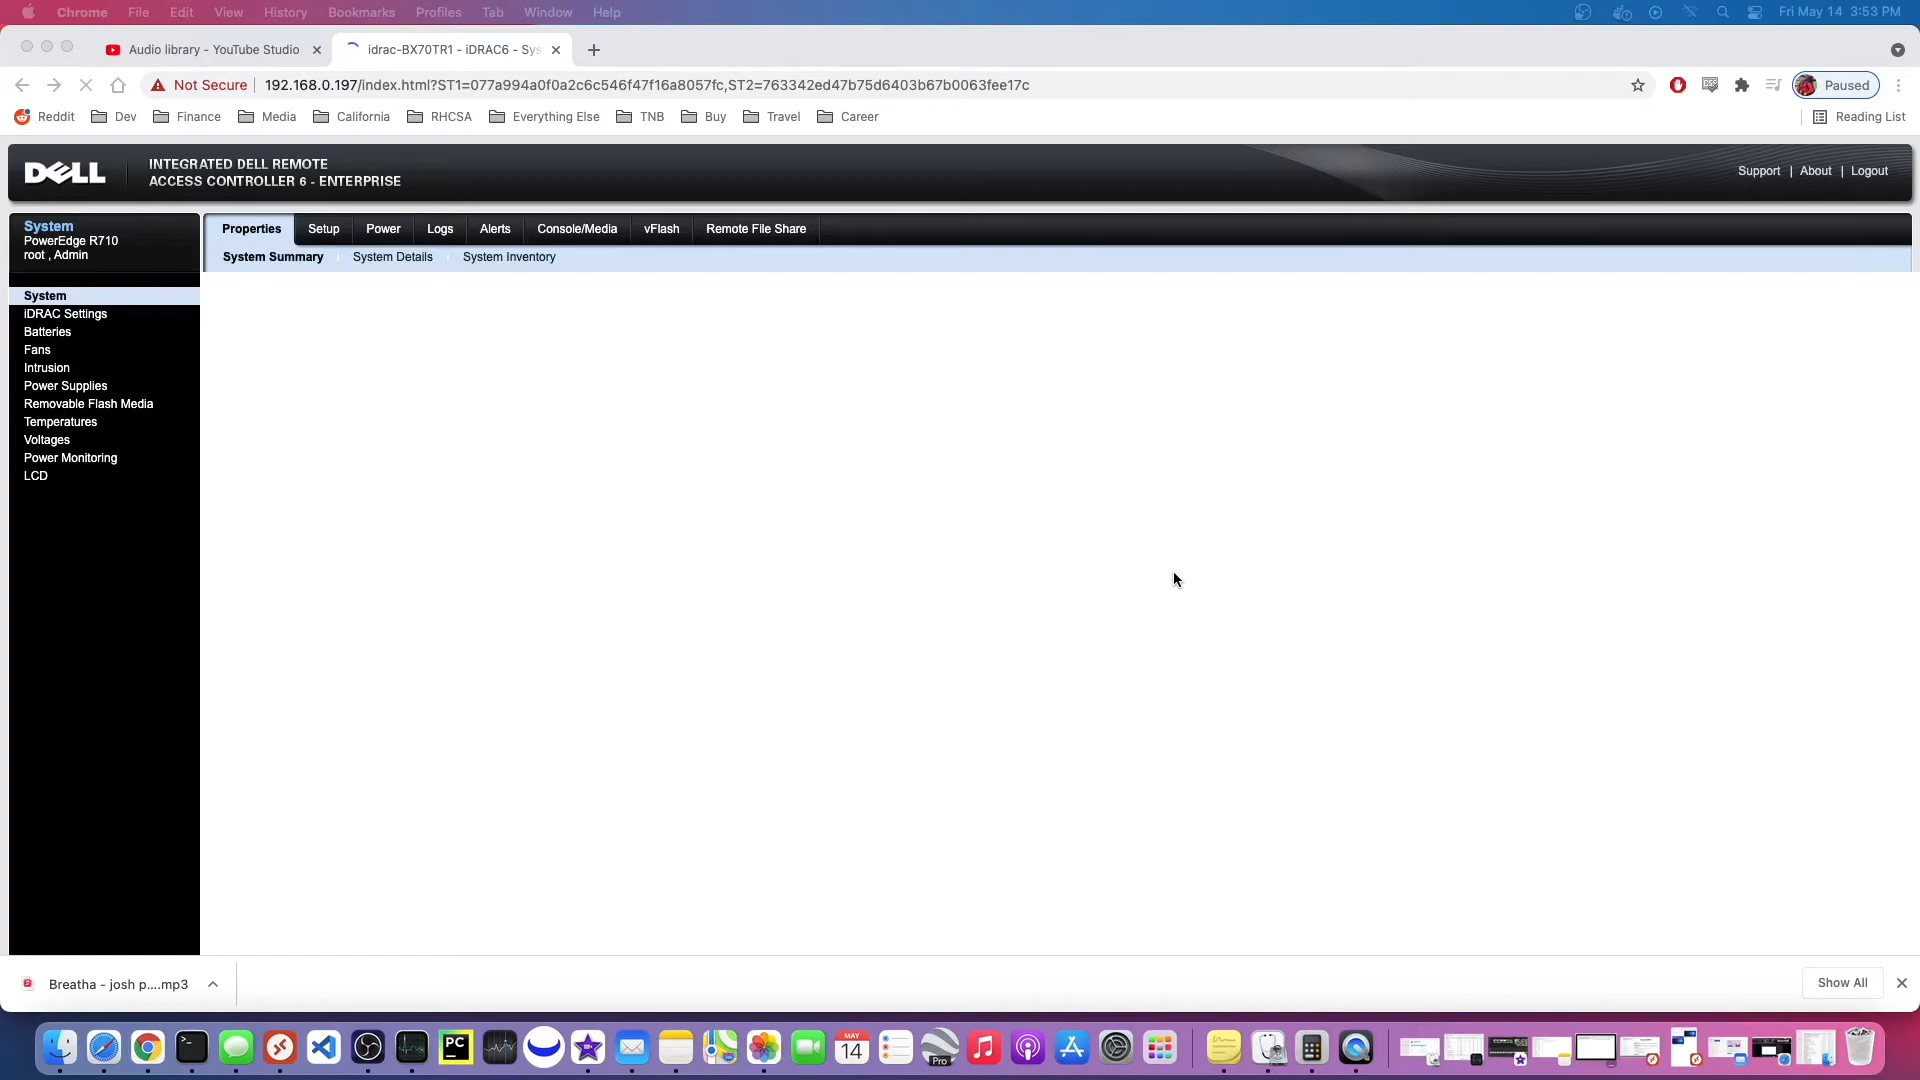 Chrome File Edit View History Bookmarks Profiles Tab Window Help Fri May 14 3:53 PM
Audio library - YouTube Studio idrac-BX70TR1 - iDRAC6 - Sys
Not Secure 192.168.0.197/index.html?ST1=077a994a0f0a2c6c546f47f16a8057fc,ST2=763342ed47b75d6403b67b0063fee17c Paused
Reddit Dev Finance Media California RHCSA Everything Else TNB Buy Travel Career Reading List
DELL
INTEGRATED DELL REMOTE
ACCESS CONTROLLER 6 - ENTERPRISE
Support | About | Logout
System
PowerEdge R710
root , Admin
Properties Setup Power Logs Alerts Console/Media vFlash Remote File Share
System Summary System Details System Inventory
System
iDRAC Settings
Batteries
Fans
Intrusion
Power Supplies
Removable Flash Media
Temperatures
Voltages
Power Monitoring
LCD
Breatha - josh p....mp3 Show All
PC
MAY
14
Pro